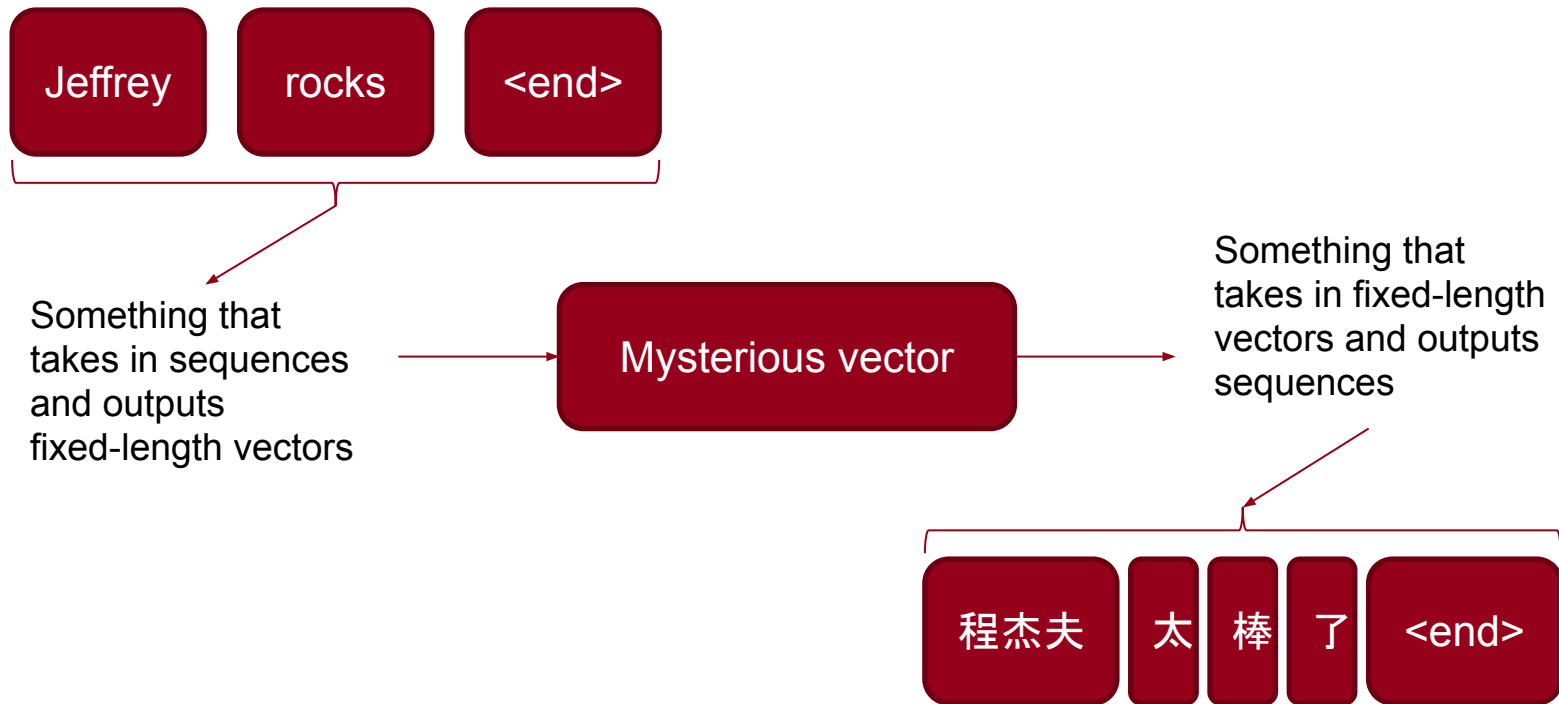 Jeffrey rocks <end>
Something that
takes in sequences
and outputs
fixed-length vectors
Mysterious vector
Something that
takes in fixed-length
vectors and outputs
sequences
程杰夫 太 棒 了 <end>